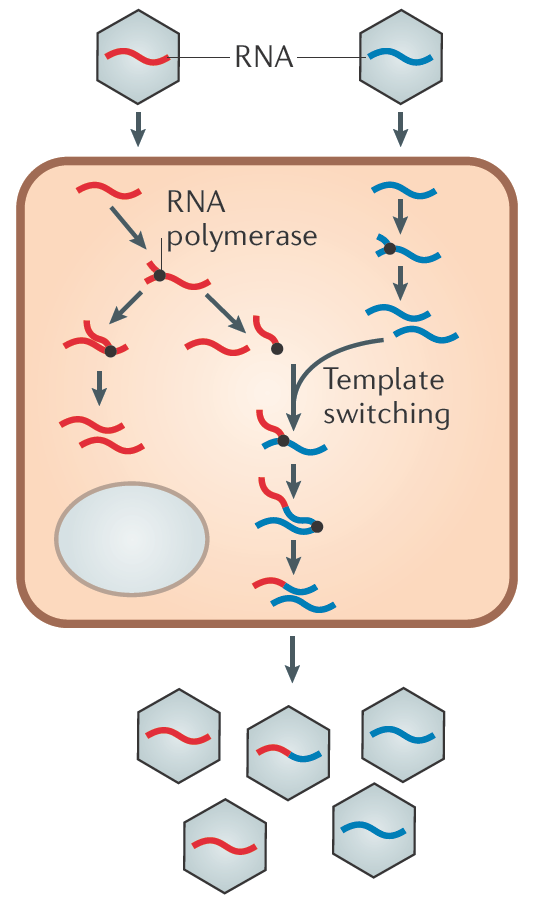 RNA
RNA
polymerase
Template
switching